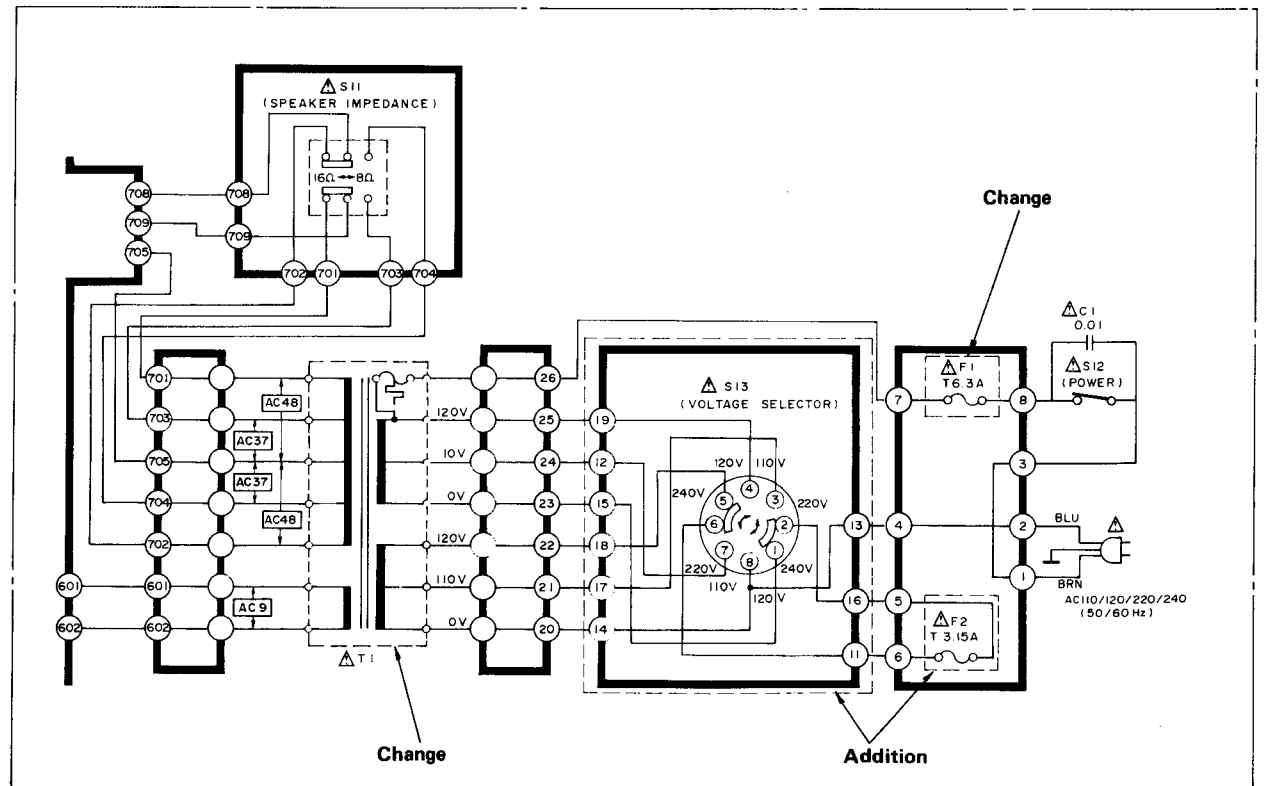 ⚠ S11
(SPEAKER IMPEDANCE)
16Ω ↔ 8Ω
708
709
705
708
709
702
701
703
704
Change
⚠ C1
0.01
⚠ S12
(POWER)
⚠ F1
T6.3A
7
8
3
⚠ S13
(VOLTAGE SELECTOR)
701
703
705
704
702
601
602
601
602
AC48
AC37
AC37
AC48
AC9
120V
10V
0V
120V
110V
0V
⚠ T1
26
25
24
23
22
21
20
19
12
15
18
17
14
120V
110V
240V
220V
220V
240V
110V
120V
4
3
5
6
2
7
8
1
13
16
11
4
5
6
2
1
BLU
⚠
BRN
AC110/120/220/240
(50/60Hz)
⚠ F2
T 3.15A
Change
Addition